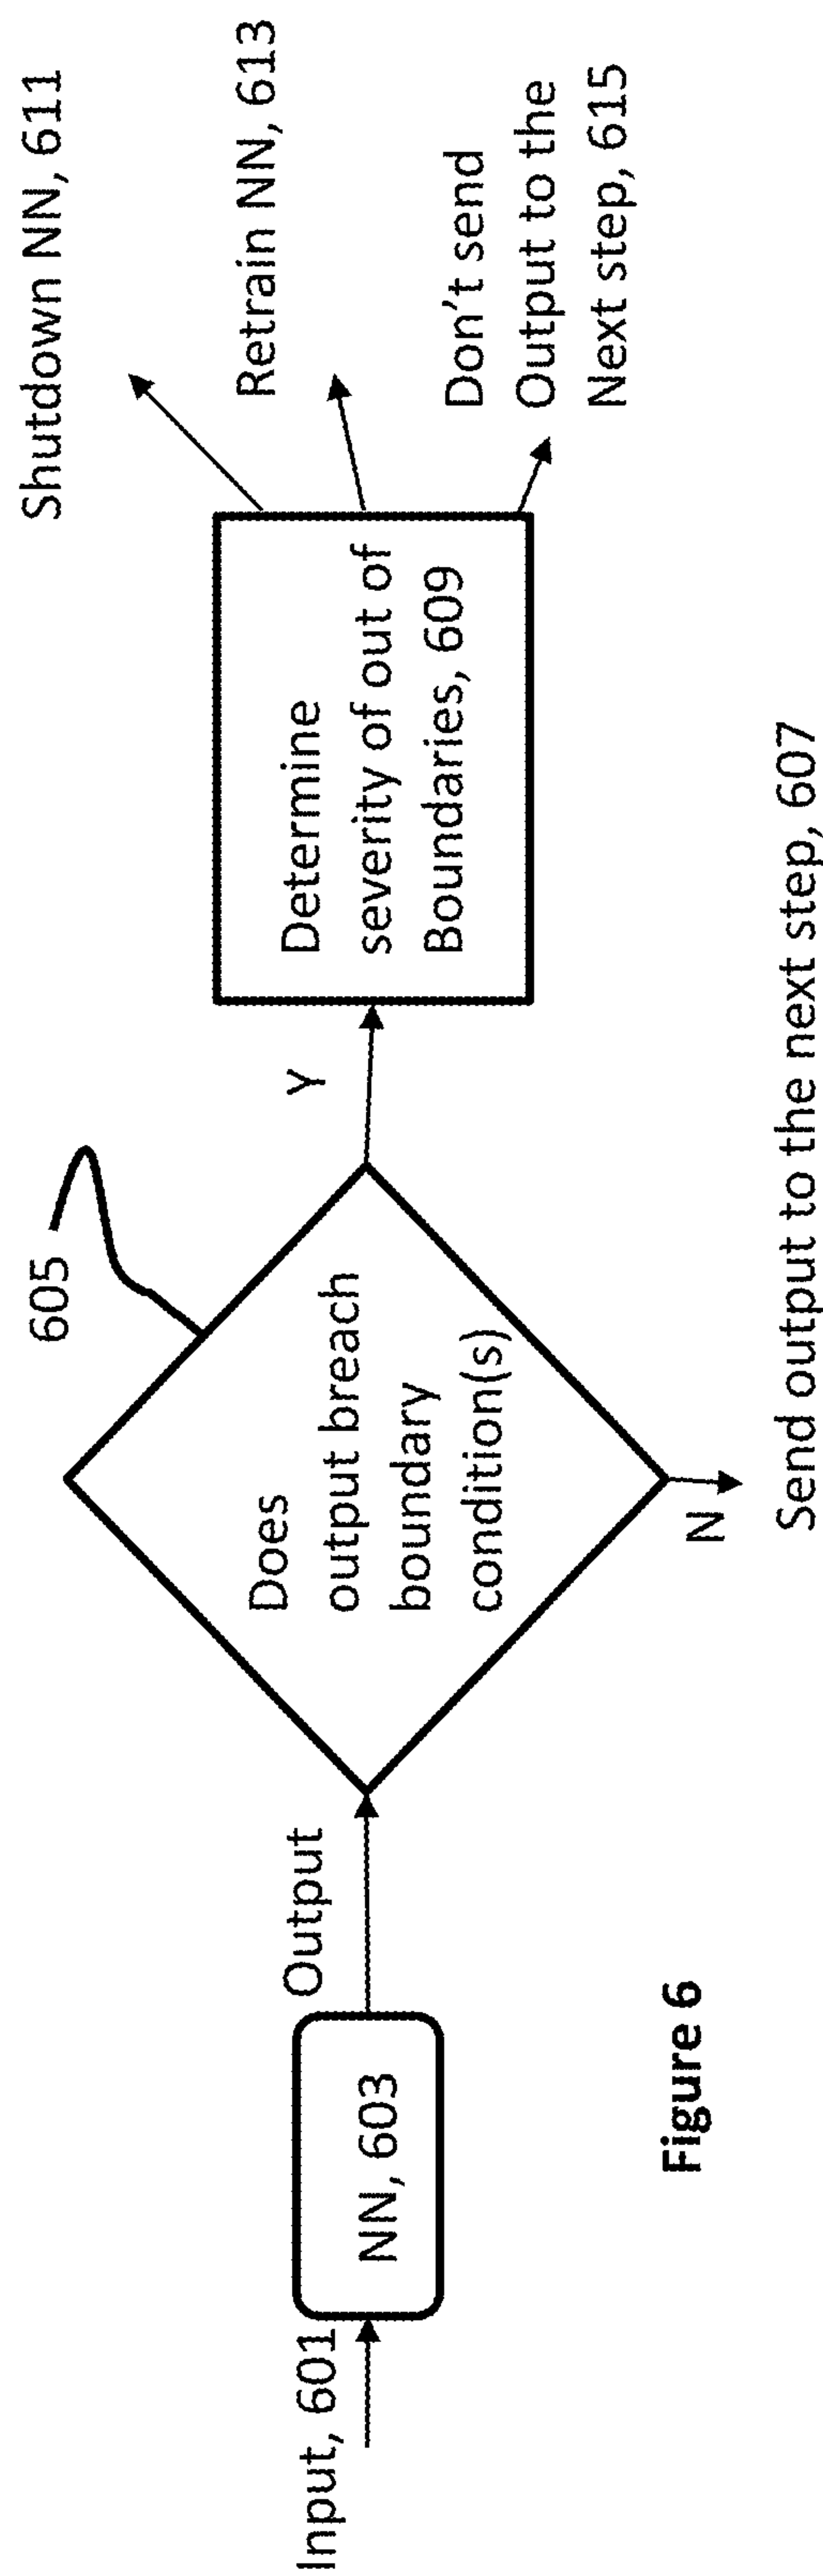 Input, 601
NN, 603
Output
605
Does
output breach
boundary
condition(s)
Y
N
Send output to the next step, 607
Determine
severity of out of
Boundaries, 609
Shutdown NN, 611
Retrain NN, 613
Don't send
Output to the
Next step, 615
Figure 6